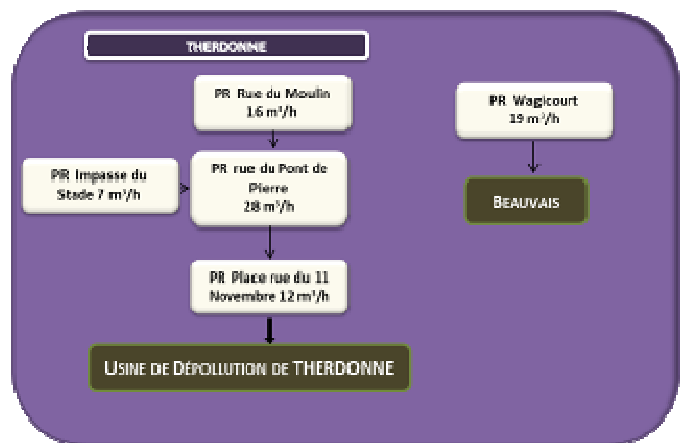 THERDONNE
PR Rue du Moulin
16 m³/h
PR Wagicourt
19 m³/h
PR Impasse du
Stade 7 m³/h
PR rue du Pont de
Pierre
28 m³/h
BEAUVAIS
PR Place rue du 11
Novembre 12 m³/h
USINE DE DÉPOLLUTION DE THERDONNE